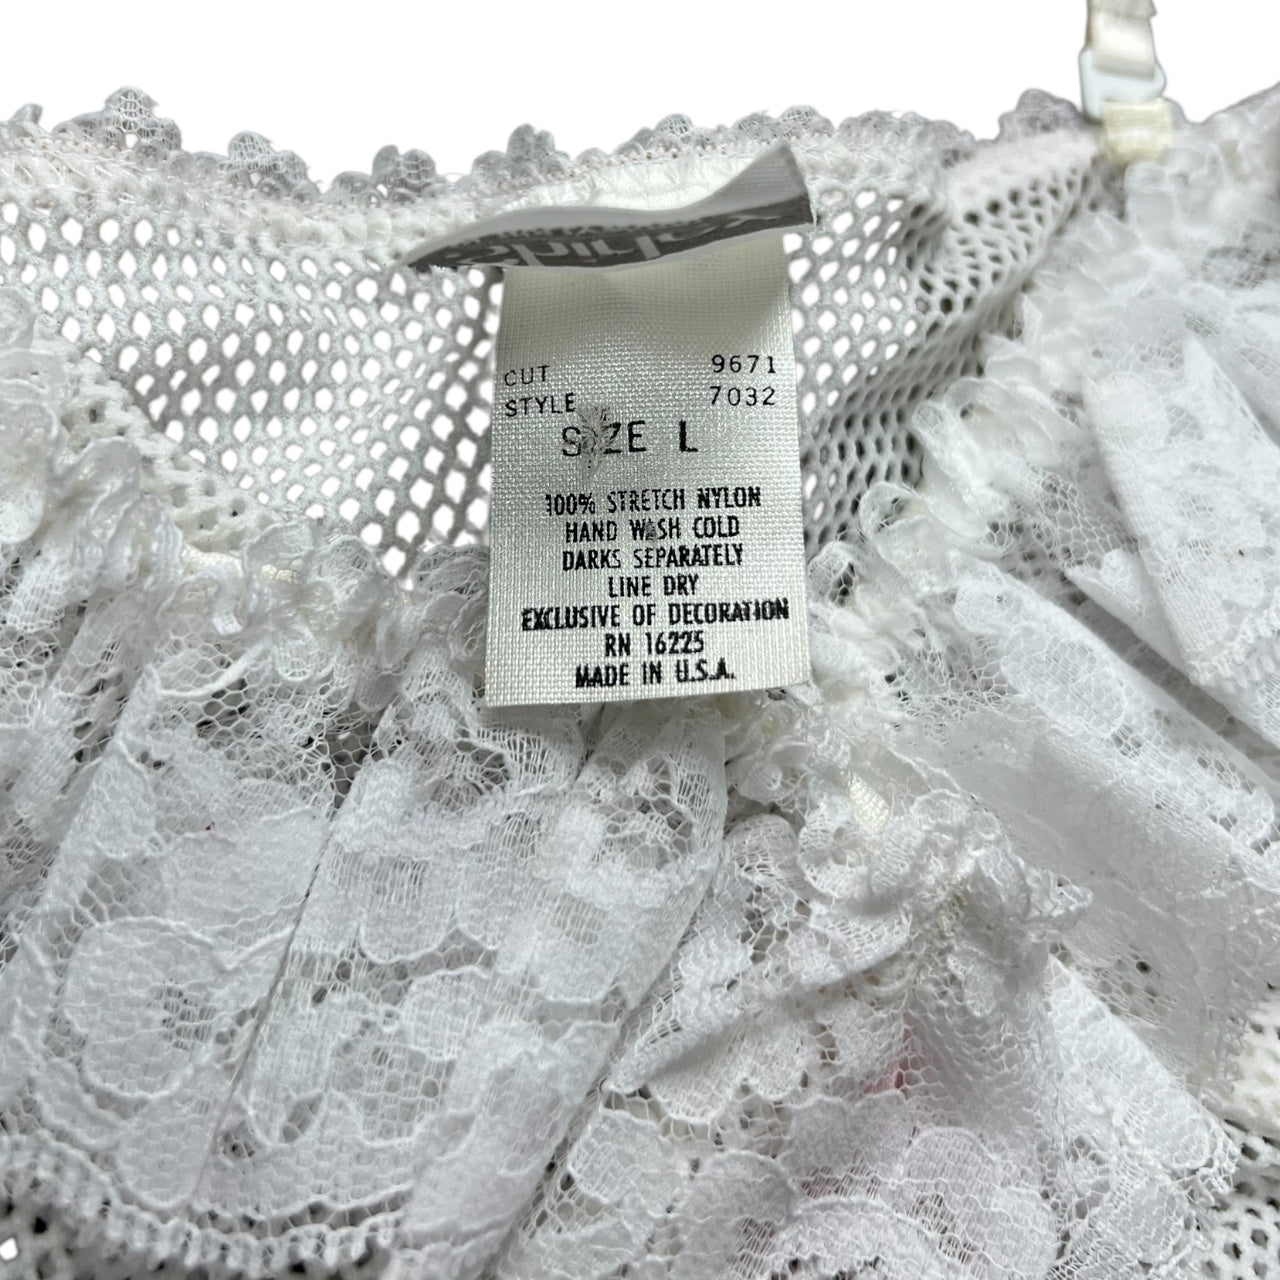 CUT 9671
STYLE 7032
SIZE L
100% STRETCH NYLON
HAND WASH COLD
DARKS SEPARATELY
LINE DRY
EXCLUSIVE OF DECORATION
RN 16225
MADE IN U.S.A.